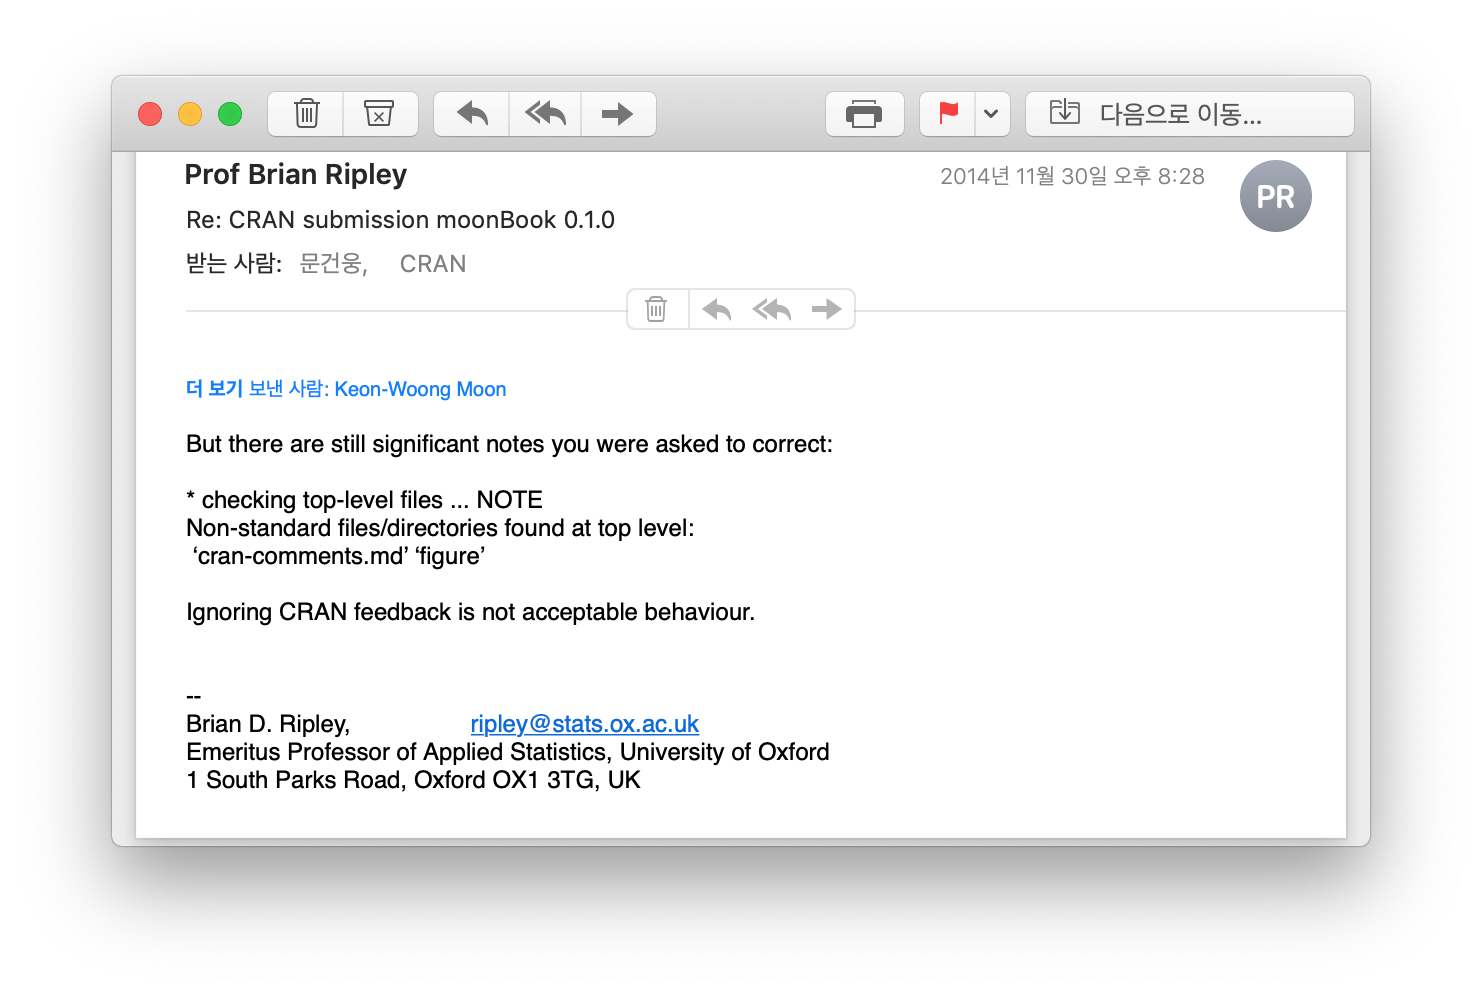 다음으로 이동...
Prof Brian Ripley
2014년 11월 30일 오후 8:28
PR
Re: CRAN submission moonBook 0.1.0
받는 사람: 문건웅, CRAN
더 보기 보낸 사람: Keon-Woong Moon
But there are still significant notes you were asked to correct:
* checking top-level files ... NOTE
Non-standard files/directories found at top level:
‘cran-comments.md’ ‘figure’
Ignoring CRAN feedback is not acceptable behaviour.
--
Brian D. Ripley, ripley@stats.ox.ac.uk
Emeritus Professor of Applied Statistics, University of Oxford
1 South Parks Road, Oxford OX1 3TG, UK